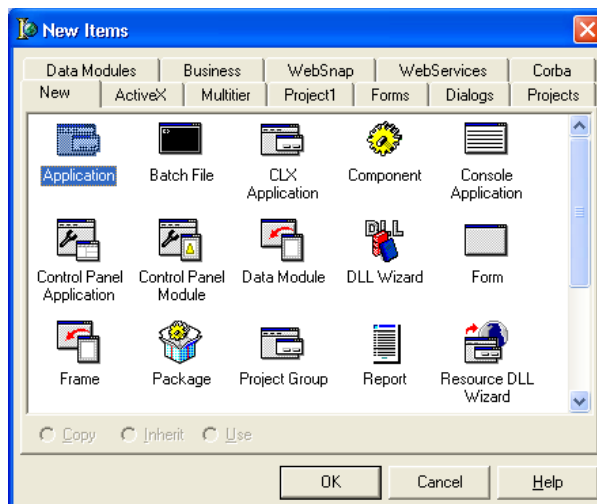 New Items
Data Modules Business WebSnap WebServices Corba
New ActiveX Multitier Project1 Forms Dialogs Projects
Application Batch File CLX Application Component Console Application
Control Panel Application Control Panel Module Data Module DLL Wizard Form
Frame Package Project Group Report Resource DLL Wizard
Copy Inherit Use
OK Cancel Help